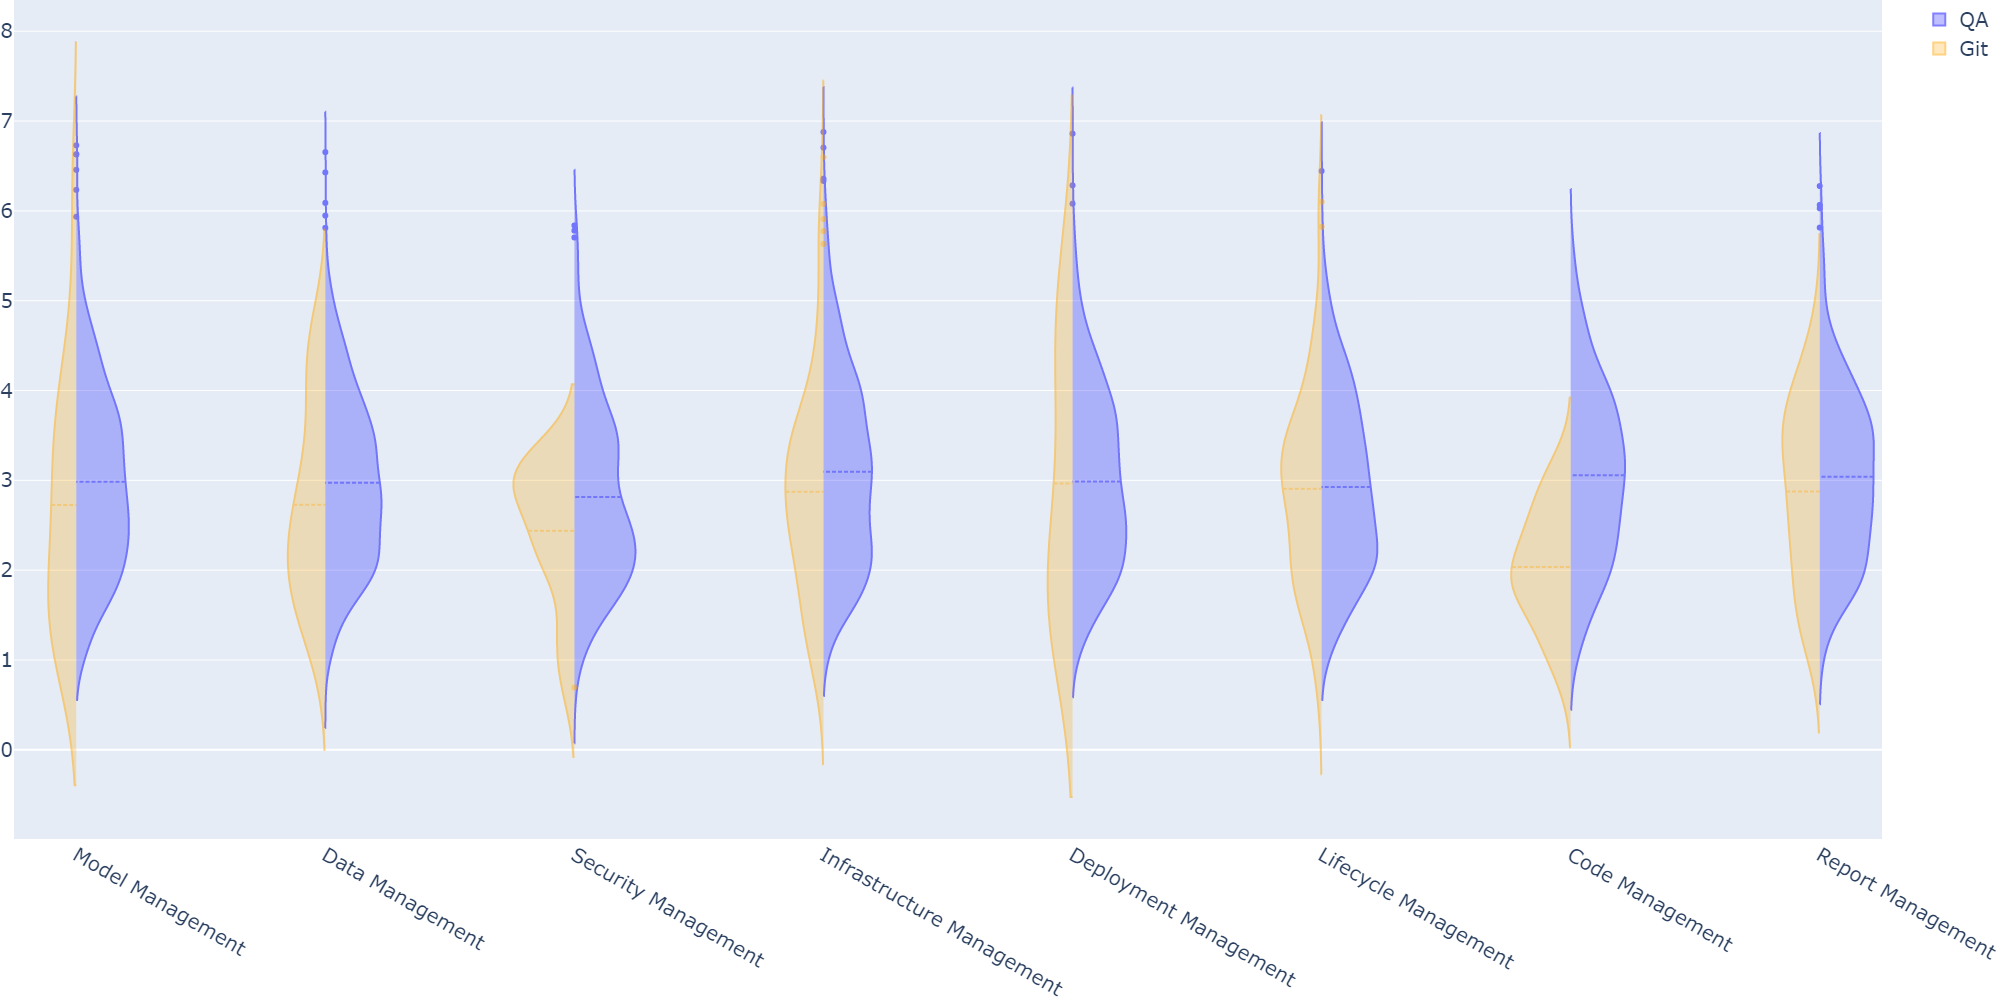 QA
Git
8
7
6
5
4
3
2
1
0
Model Management
Data Management
Security Management
Infrastructure Management
Deployment Management
Lifecycle Management
Code Management
Report Management